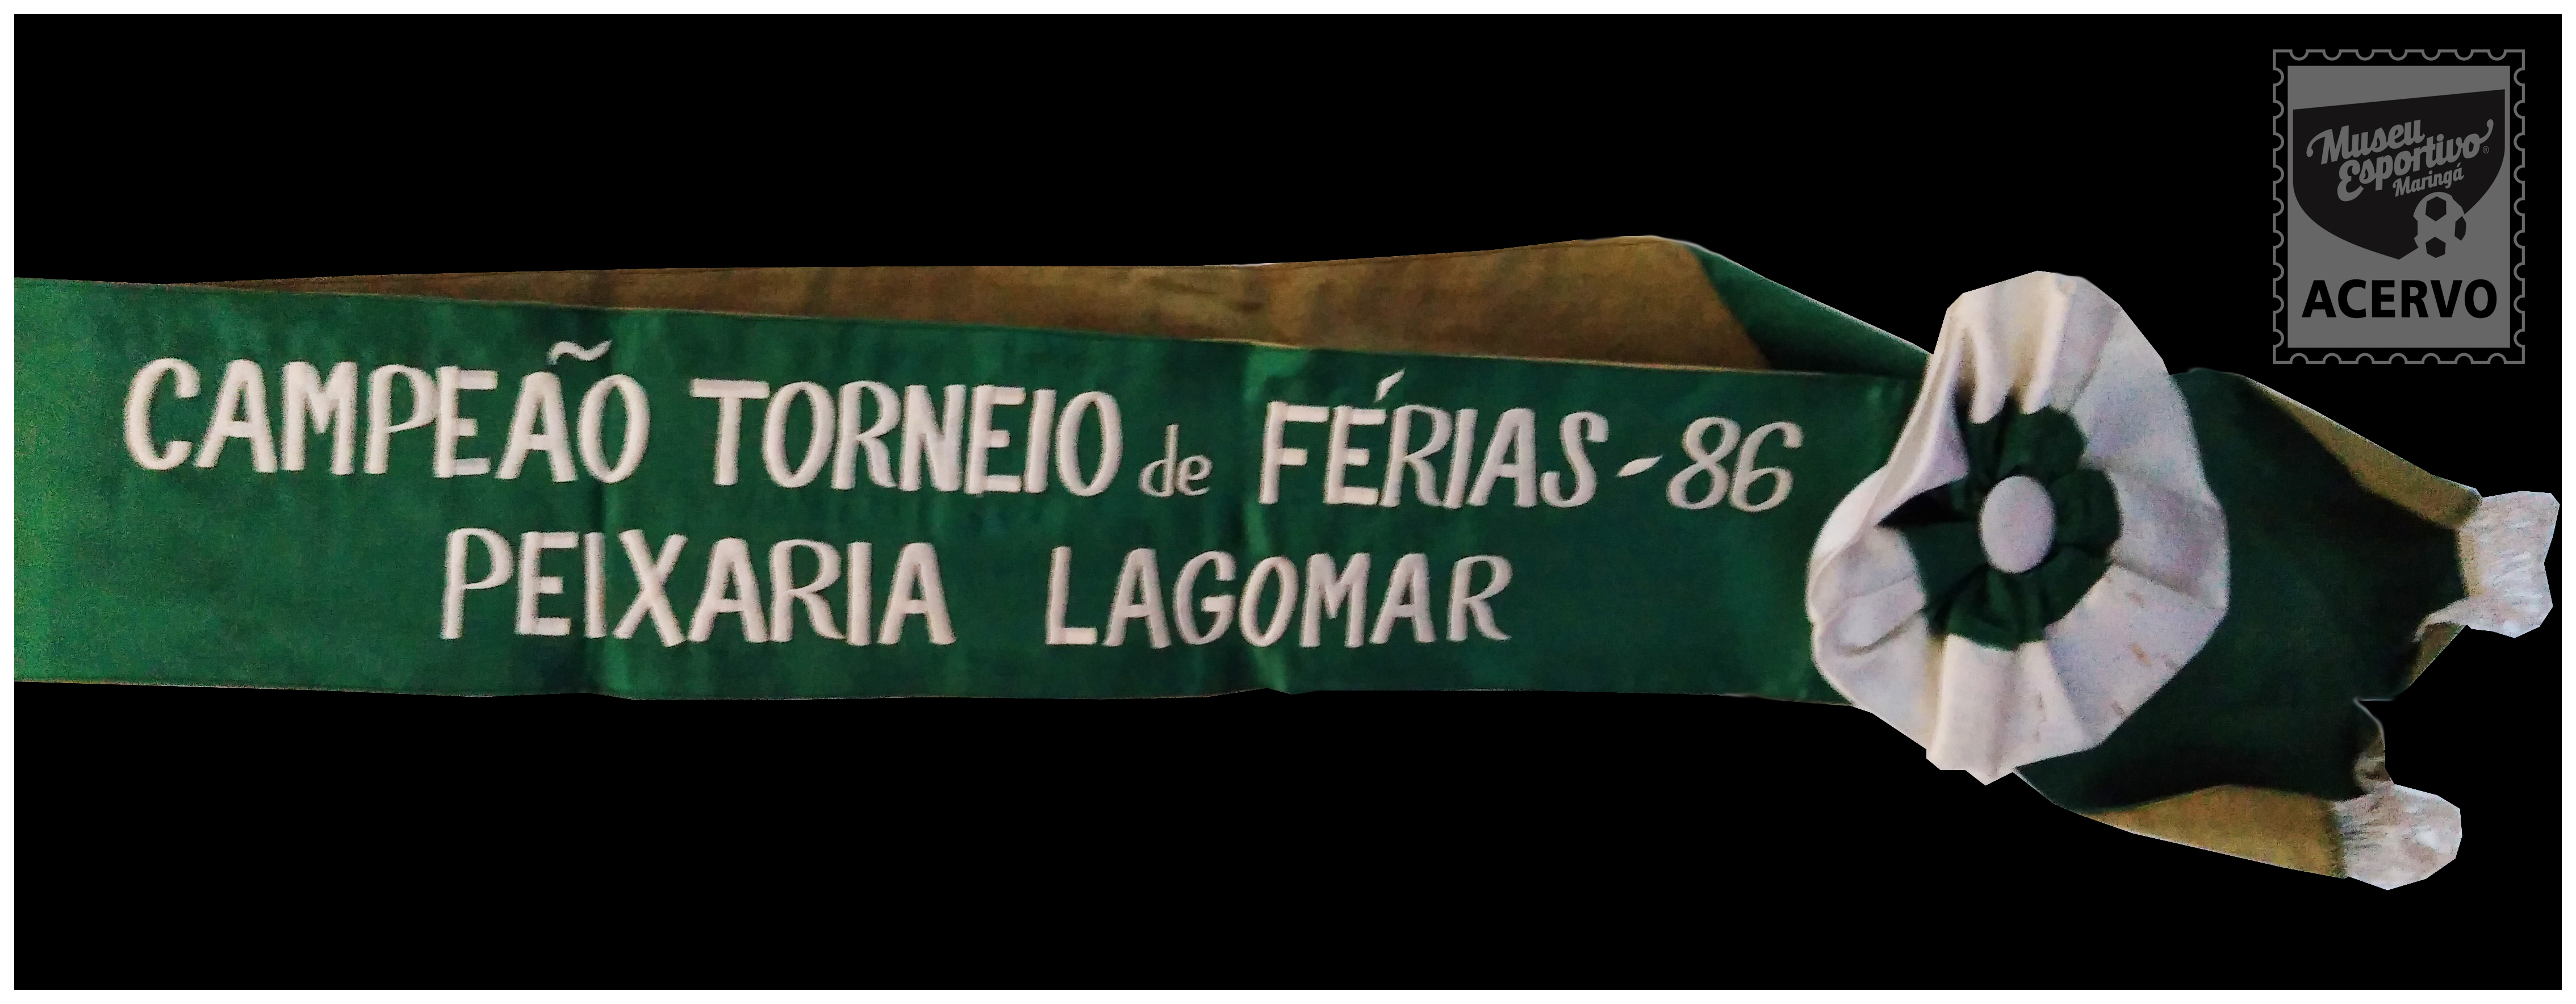 Museu
Esportivo
Maringá
ACERVO
CAMPEÃO TORNEIO de FÉRIAS-86
PEIXARIA LAGOMAR